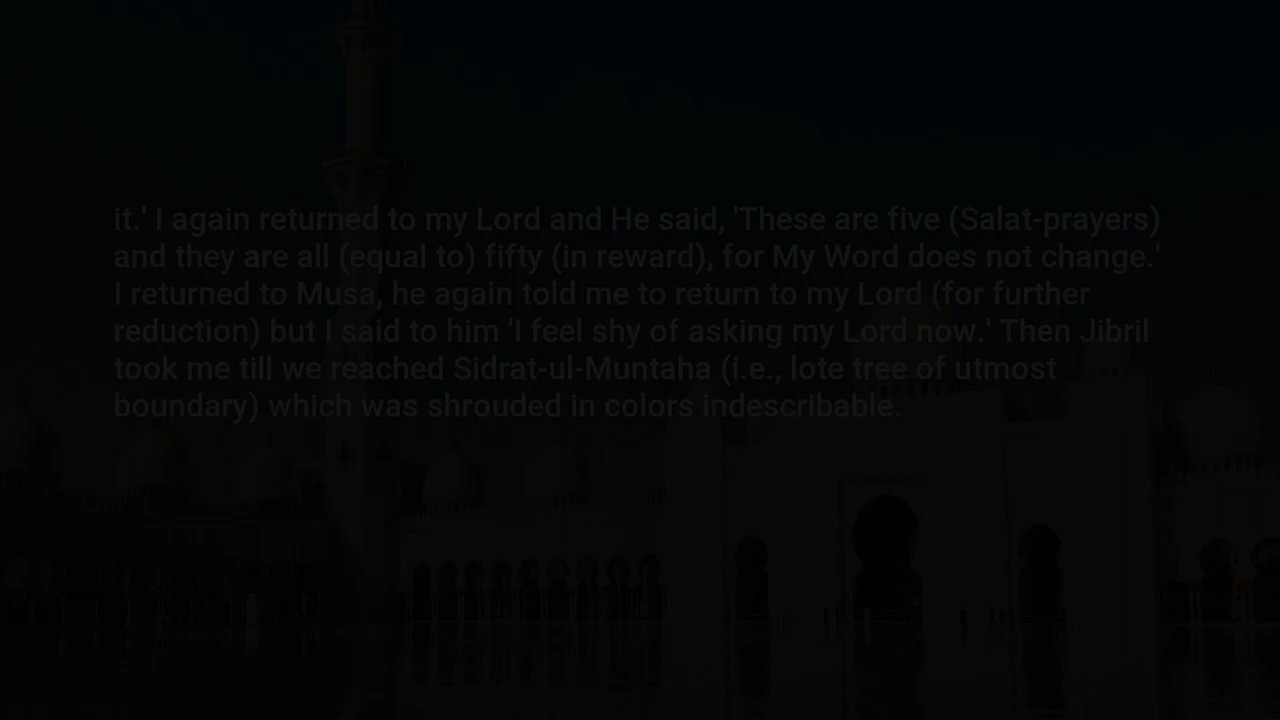 it.' I again returned to my Lord and He said, 'These are five (Salat-prayers)
and they are all (equal to) fifty (in reward), for My Word does not change.'
I returned to Musa, he again told me to return to my Lord (for further
reduction) but I said to him 'I feel shy of asking my Lord now.' Then Jibril
took me till we reached Sidrat-ul-Muntaha (i.e., lote tree of utmost
boundary) which was shrouded in colors indescribable.